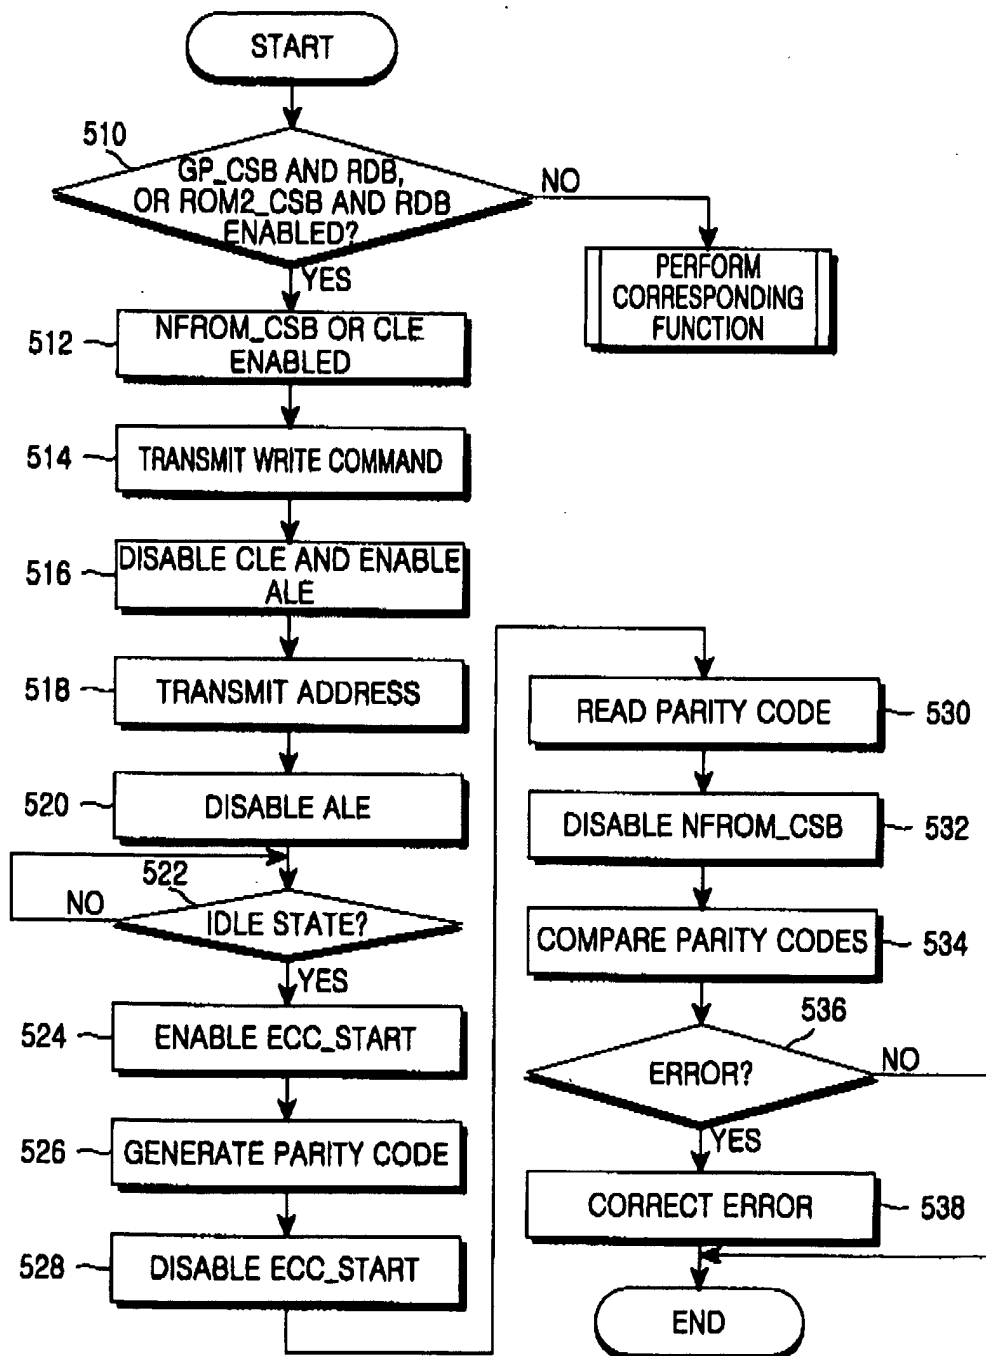 START
510
GP_CSB AND RDB,
OR ROM2_CSB AND RDB
ENABLED?
NO
YES
PERFORM
CORRESPONDING
FUNCTION
512
NFROM_CSB OR CLE
ENABLED
514
TRANSMIT WRITE COMMAND
516
DISABLE CLE AND ENABLE
ALE
518
TRANSMIT ADDRESS
520
DISABLE ALE
522
NO
IDLE STATE?
YES
524
ENABLE ECC_START
526
GENERATE PARITY CODE
528
DISABLE ECC_START
READ PARITY CODE
530
DISABLE NFROM_CSB
532
COMPARE PARITY CODES
534
536
ERROR?
NO
YES
CORRECT ERROR
538
END